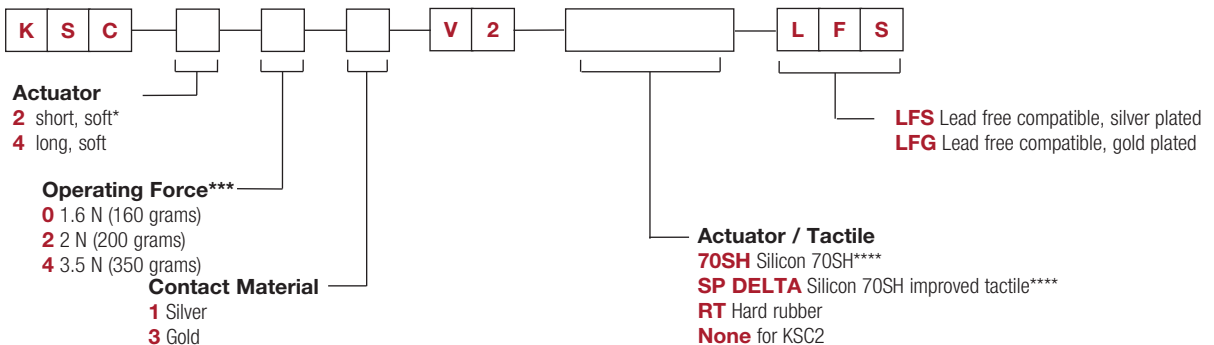 K S C V 2 L F S
Actuator
2 short, soft*
4 long, soft
Operating Force***
0 1.6 N (160 grams)
2 2 N (200 grams)
4 3.5 N (350 grams)
Contact Material
1 Silver
3 Gold
Actuator / Tactile
70SH Silicon 70SH****
SP DELTA Silicon 70SH improved tactile****
RT Hard rubber
None for KSC2
LFS Lead free compatible, silver plated
LFG Lead free compatible, gold plated